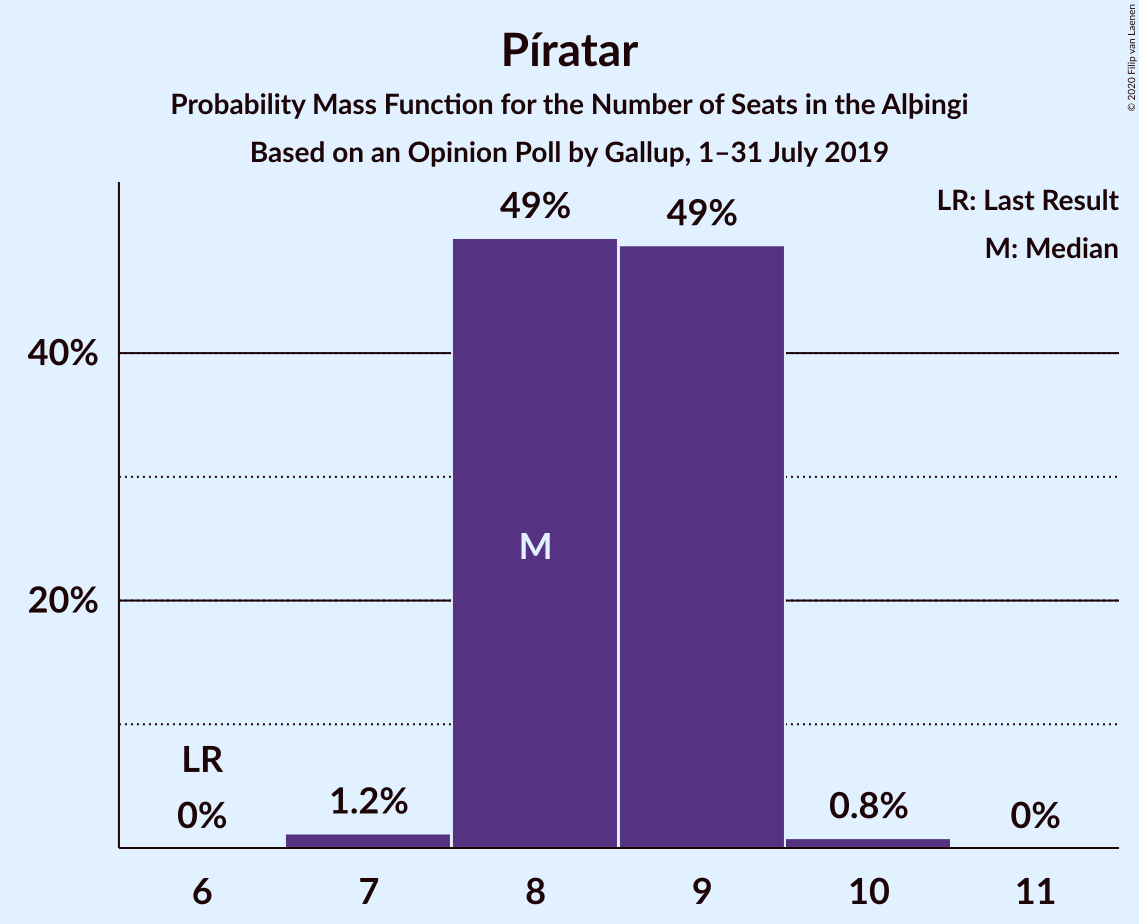 Píratar
Probability Mass Function for the Number of Seats in the Alþingi
Based on an Opinion Poll by Gallup, 1–31 July 2019
© 2020 Filip van Laenen
LR: Last Result
M: Median
49%
49%
40%
M
20%
LR
0%
1.2%
0.8%
0%
6
7
8
9
10
11